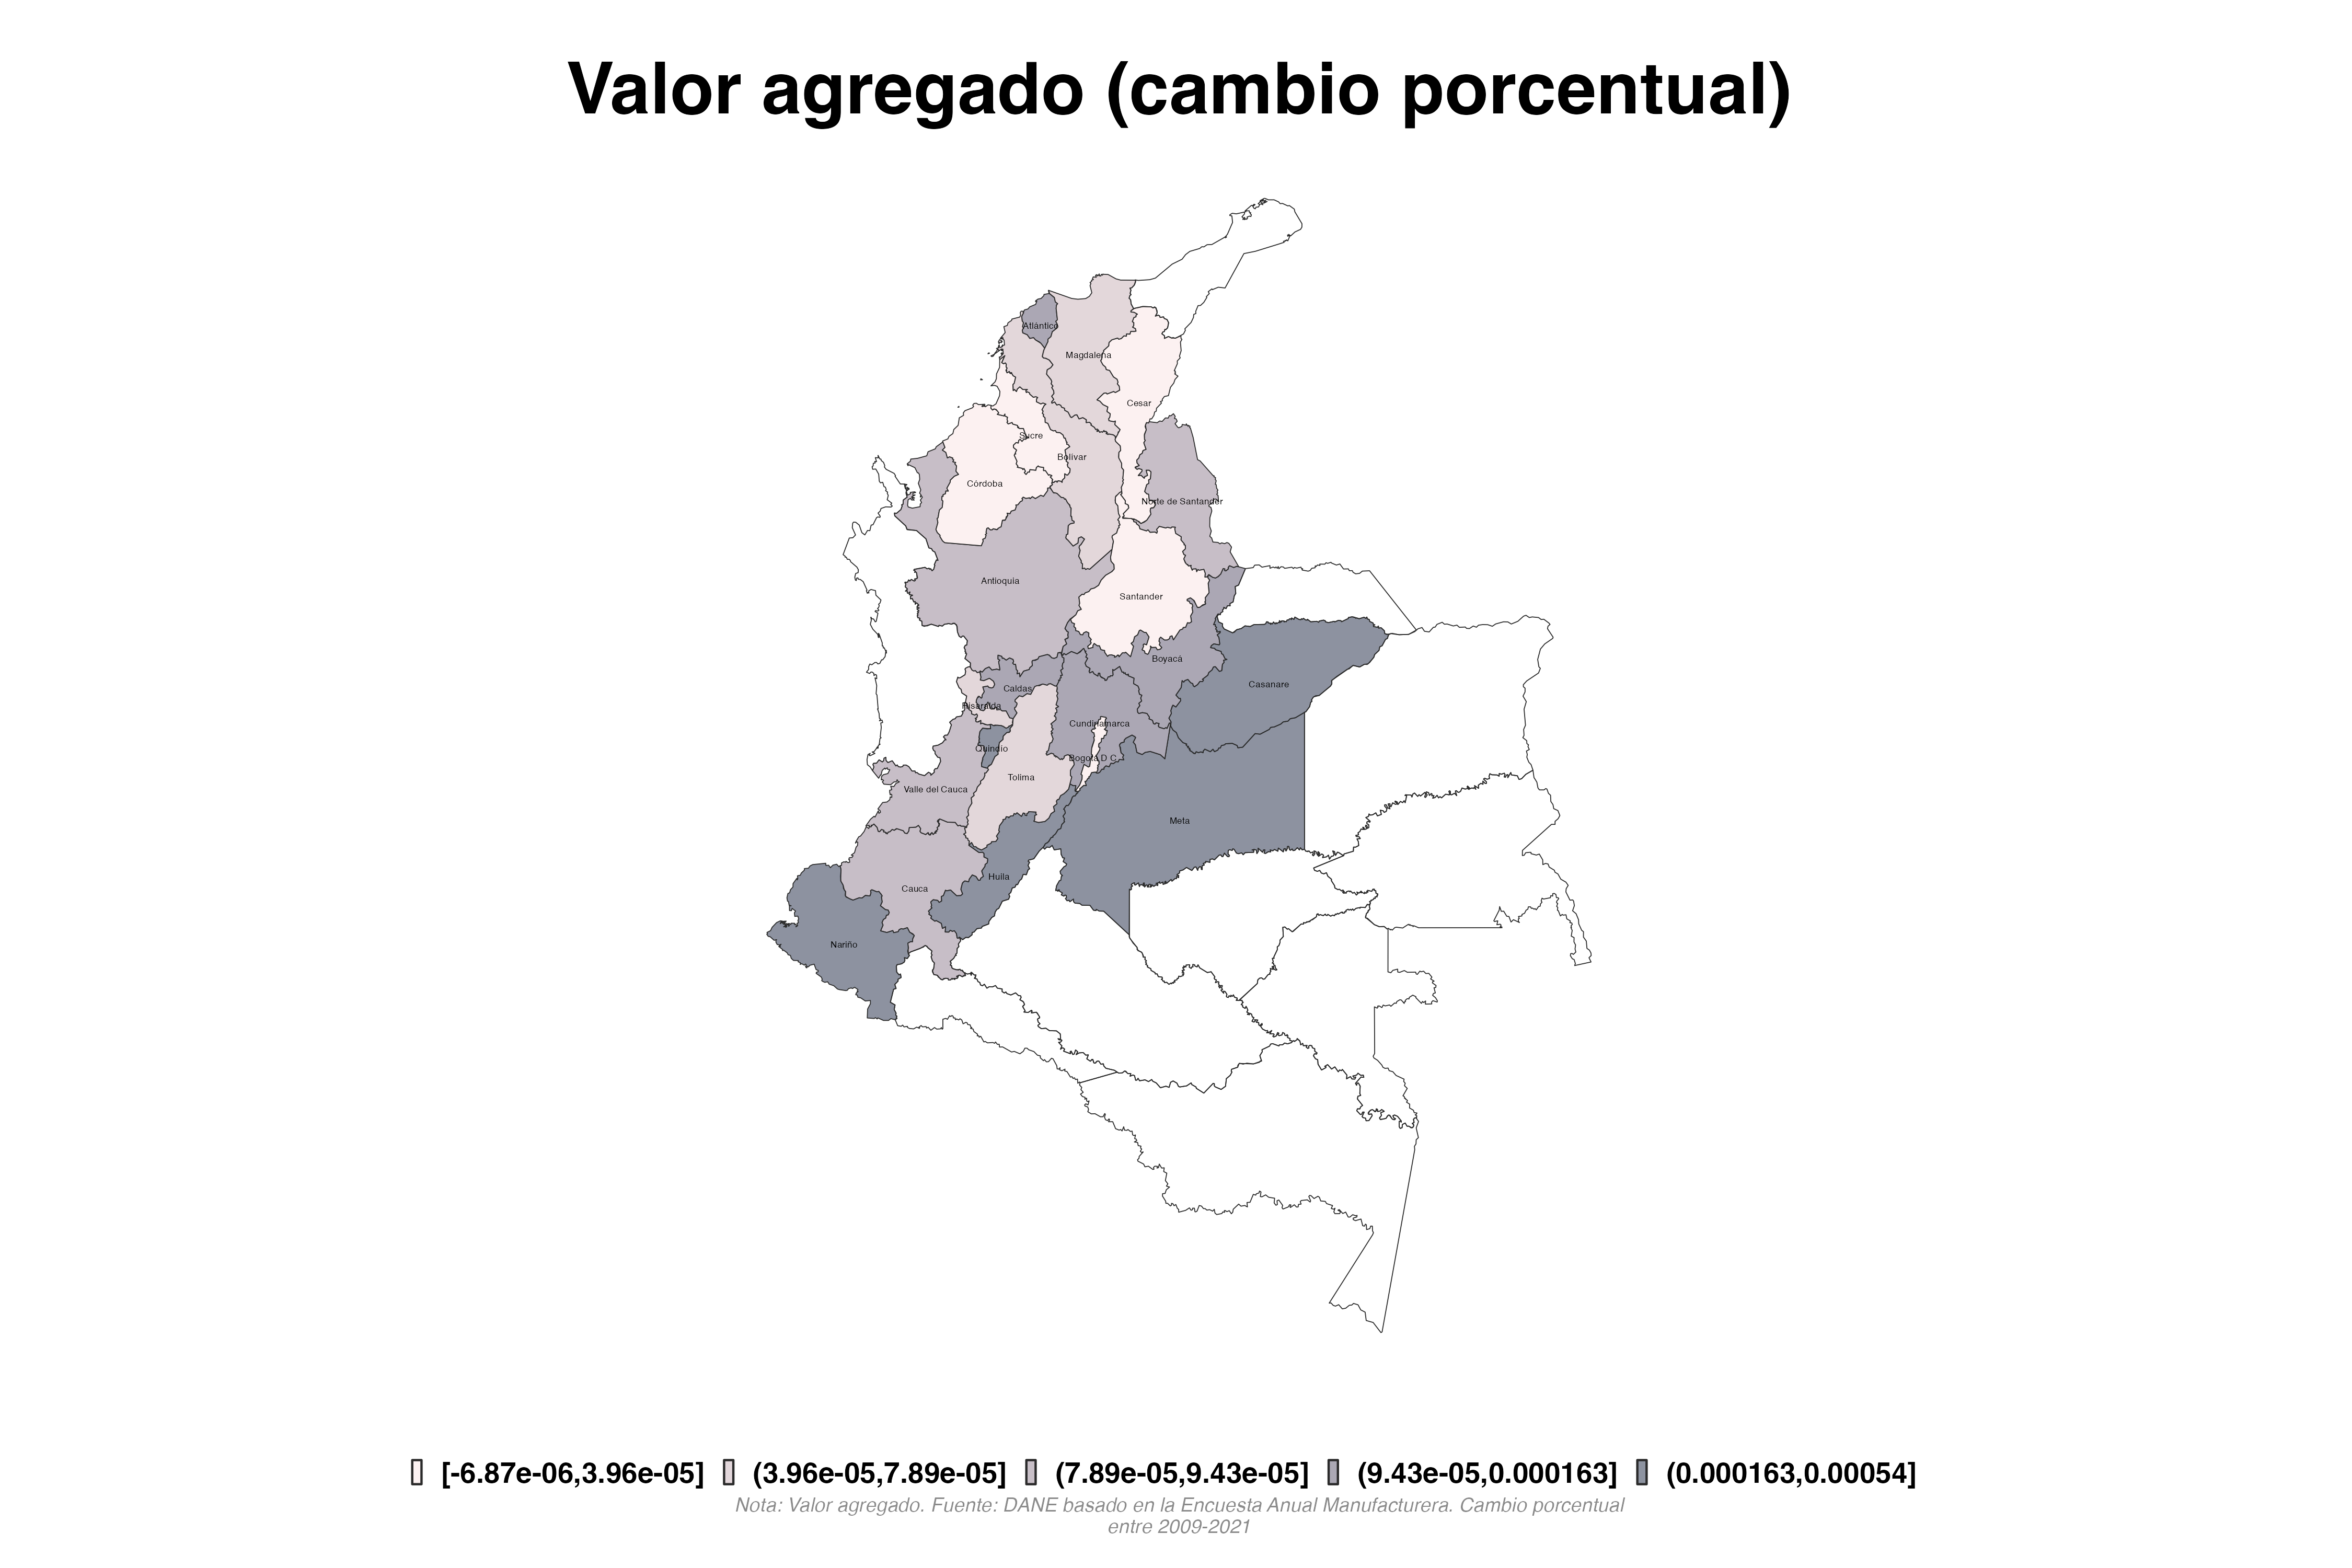 Valor agregado (cambio porcentual)
Atlántico
Magdalena
Cesar
Sucre
Bolívar
Córdoba
Norte de Santander
Antioquia
Santander
Boyacá
Casanare
Caldas
Risaralda
Cundinamarca
Quindío
Bogotá D C
Tolima
Valle del Cauca
Meta
Huila
Cauca
Nariño
[-6.87e-06,3.96e-05] (3.96e-05,7.89e-05] (7.89e-05,9.43e-05] (9.43e-05,0.000163] (0.000163,0.00054]
Nota: Valor agregado. Fuente: DANE basado en la Encuesta Anual Manufacturera. Cambio porcentual
entre 2009-2021